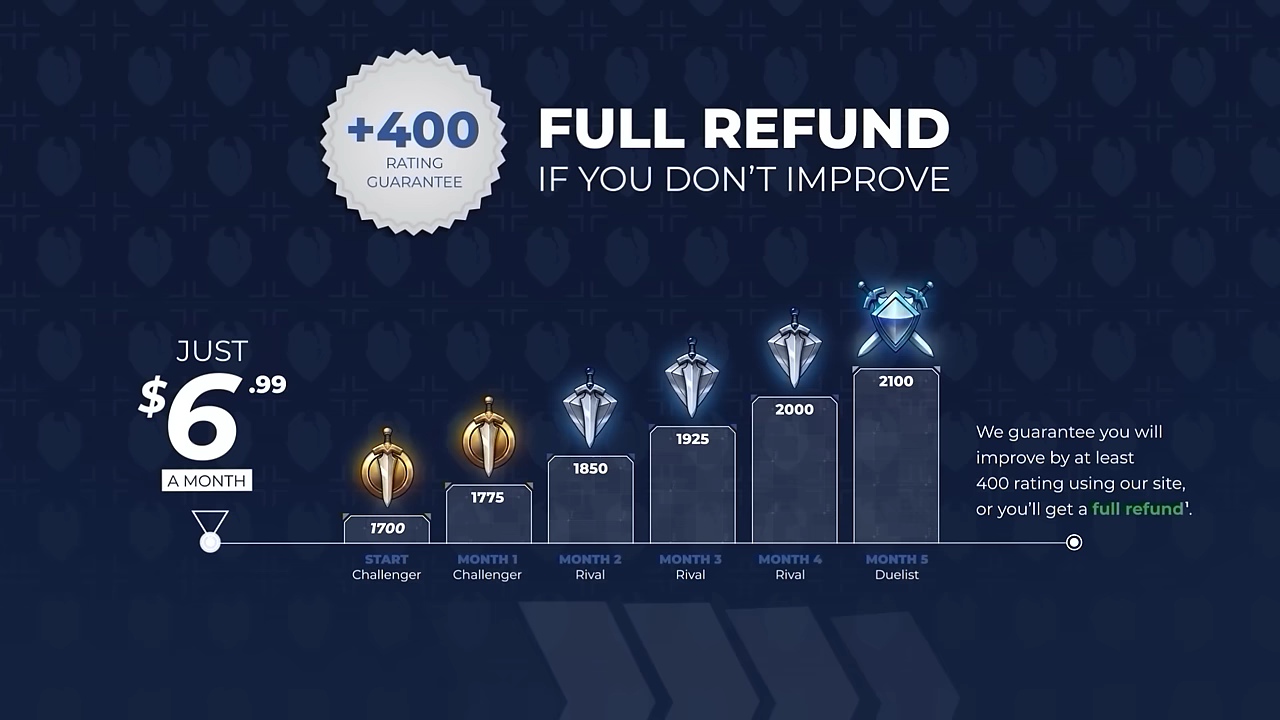 +400
RATING
GUARANTEE
FULL REFUND
IF YOU DON'T IMPROVE
JUST
$6.99
A MONTH
1700
1775
1850
1925
2000
2100
START
Challenger
MONTH 1
Challenger
MONTH 2
Rival
MONTH 3
Rival
MONTH 4
Rival
MONTH 5
Duelist
We guarantee you will
improve by at least
400 rating using our site,
or you'll get a full refund¹.